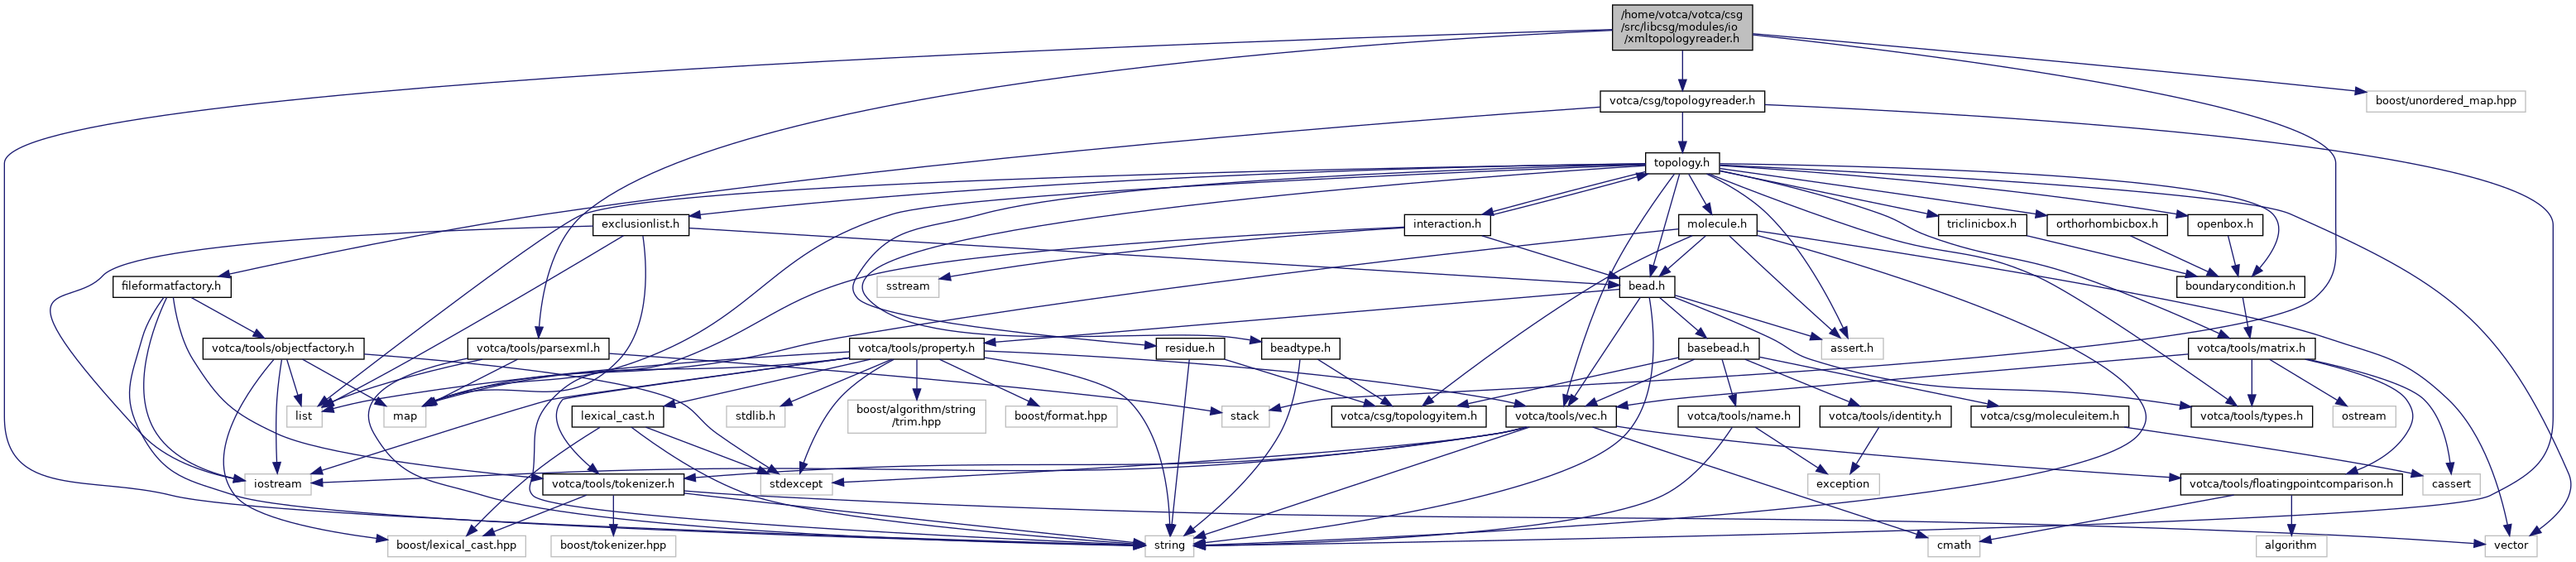 /home/votca/votca/csg
/src/libcsg/modules/io
/xmltopologyreader.h
votca/csg/topologyreader.h
boost/unordered_map.hpp
topology.h
exclusionlist.h
interaction.h
molecule.h
triclinicbox.h
orthorhombicbox.h
openbox.h
fileformatfactory.h
sstream
bead.h
boundarycondition.h
votca/tools/objectfactory.h
votca/tools/parsexml.h
votca/tools/property.h
residue.h
beadtype.h
basebead.h
assert.h
votca/tools/matrix.h
list
map
lexical_cast.h
stdlib.h
boost/algorithm/string
/trim.hpp
boost/format.hpp
stack
votca/csg/topologyitem.h
votca/tools/vec.h
votca/tools/name.h
votca/tools/identity.h
votca/csg/moleculeitem.h
votca/tools/types.h
ostream
iostream
votca/tools/tokenizer.h
stdexcept
exception
votca/tools/floatingpointcomparison.h
cassert
boost/lexical_cast.hpp
boost/tokenizer.hpp
string
cmath
algorithm
vector